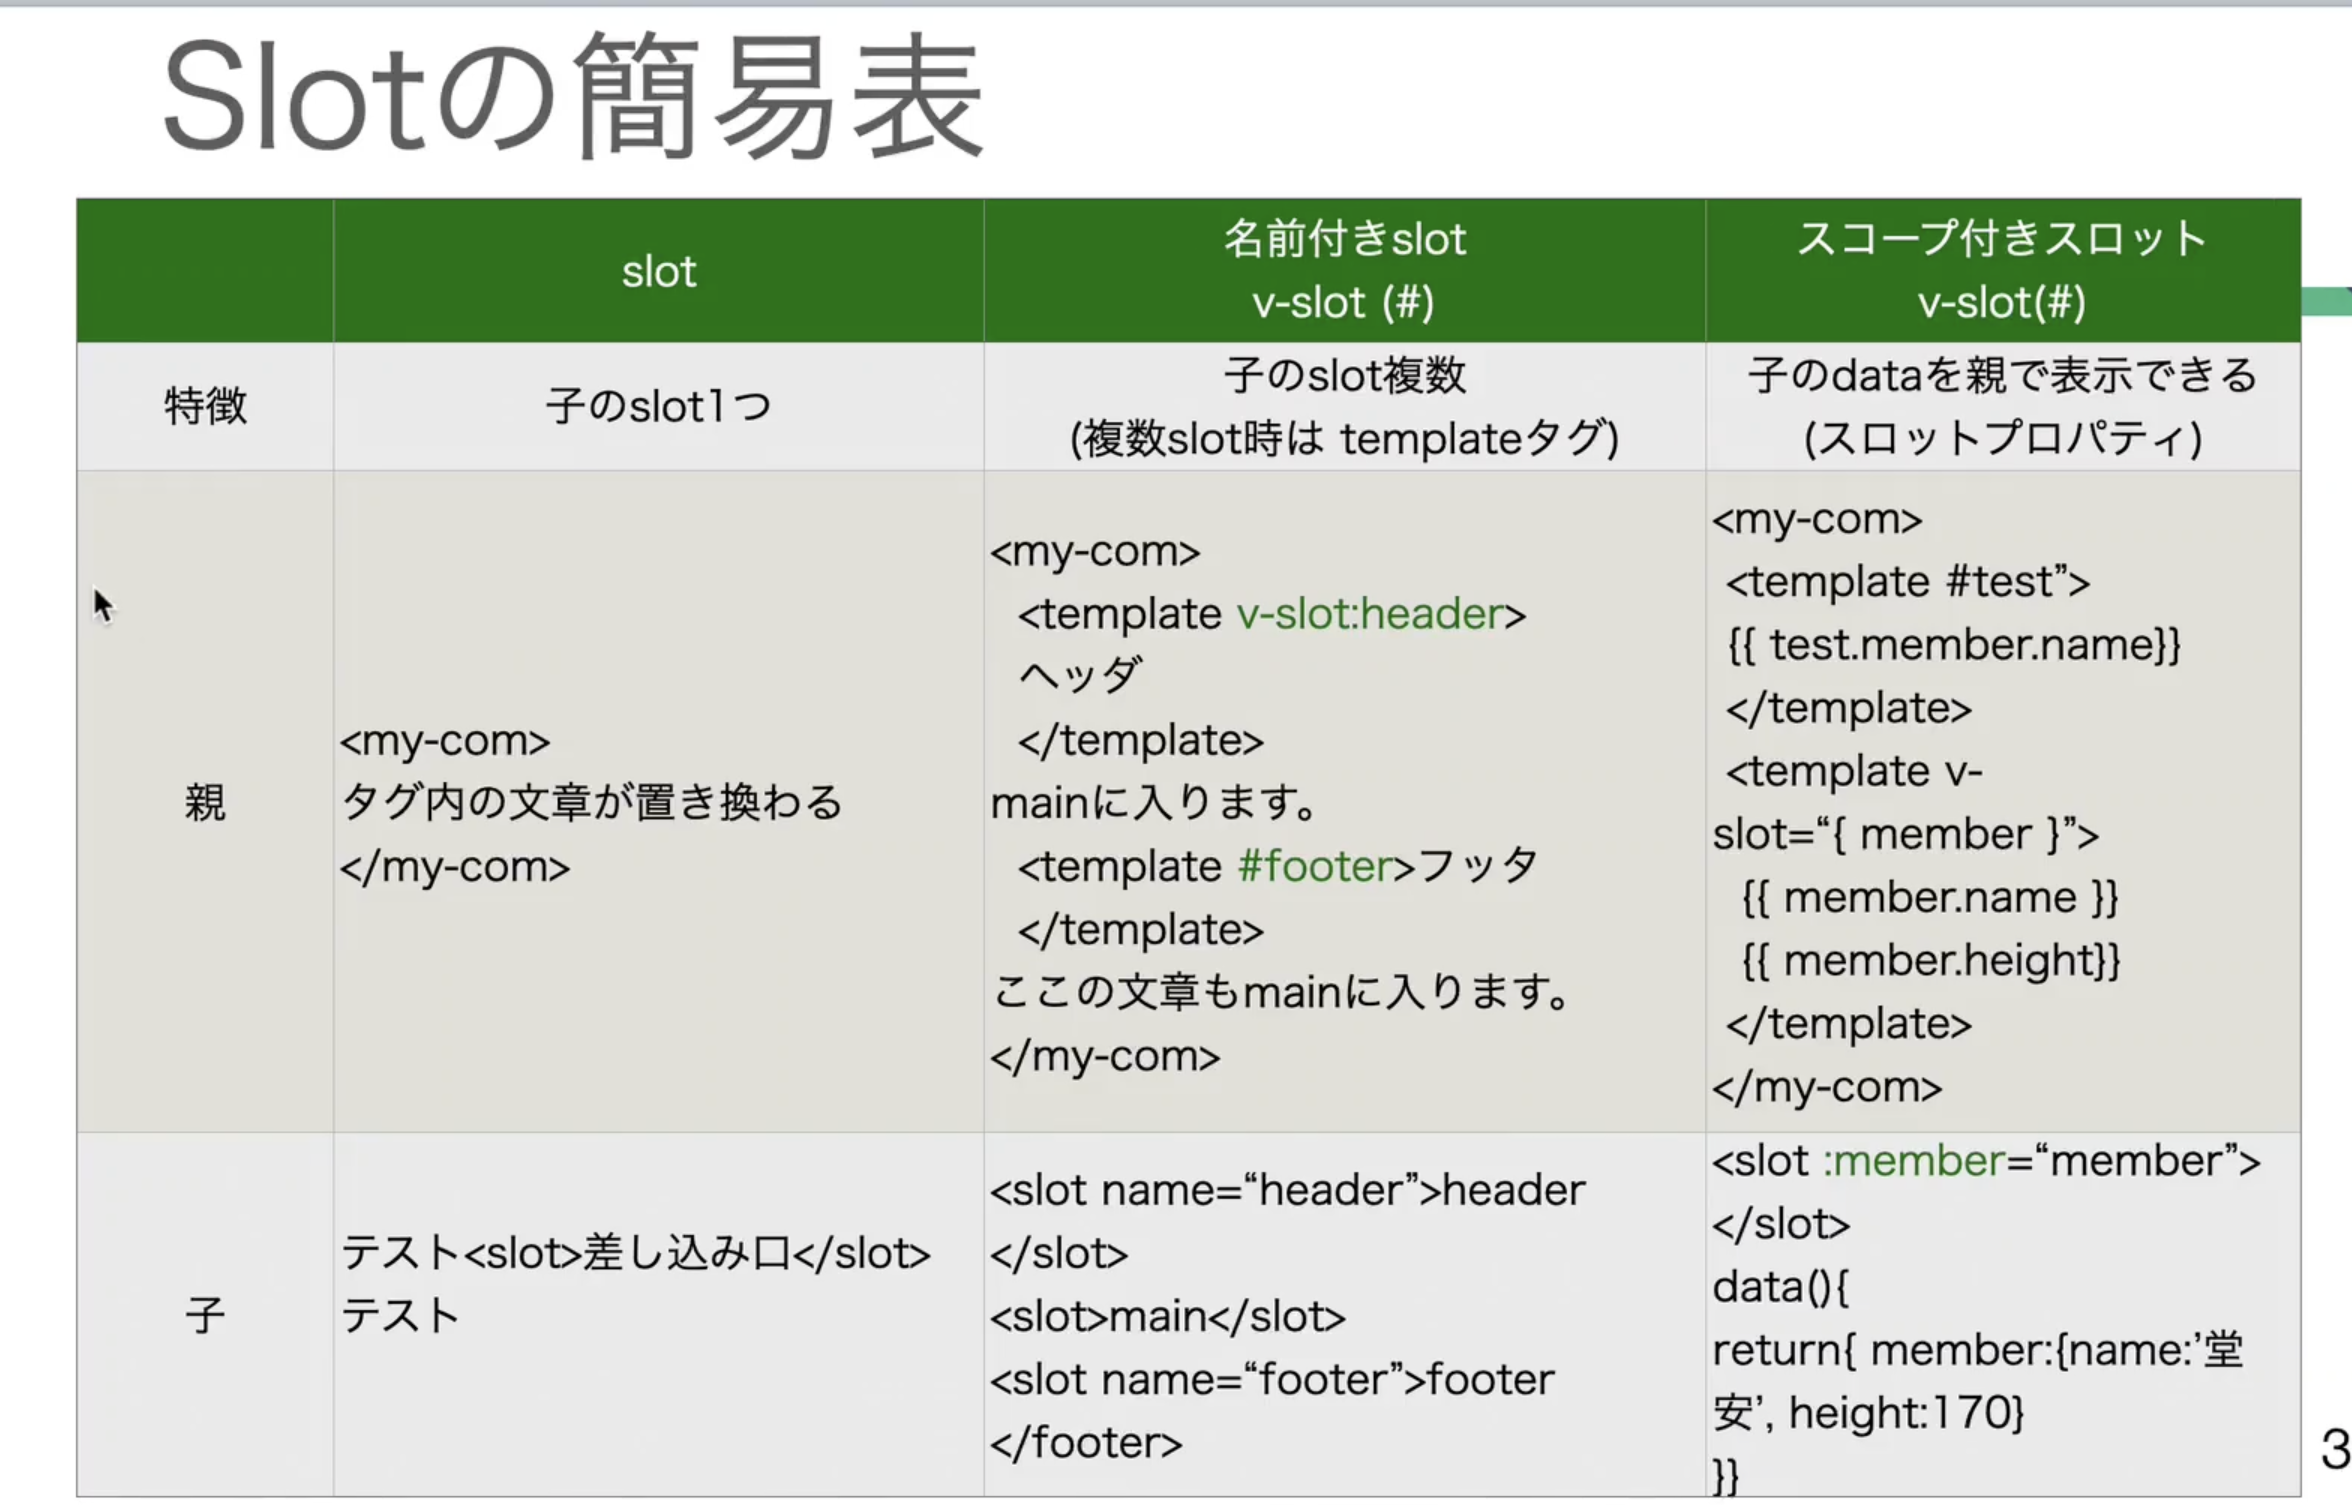 Slotの簡易表
slot
名前付きslot
v-slot (#)
スコープ付きスロット
v-slot(#)
特徴
子のslot1つ
子のslot複数
(複数slot時は templateタグ)
子のdataを親で表示できる
(スロットプロパティ)
親
<my-com>
タグ内の文章が置き換わる
</my-com>
<my-com>
<template v-slot:header>
ヘッダ
</template>
mainに入ります。
<template #footer>フッタ
</template>
ここの文章もmainに入ります。
</my-com>
<my-com>
<template #test”>
{{ test.member.name}}
</template>
<template v-
slot=“{ member }”>
{{ member.name }}
{{ member.height}}
</template>
</my-com>
子
テスト<slot>差し込み口</slot>
テスト
<slot name=“header”>header
</slot>
<slot>main</slot>
<slot name=“footer”>footer
</footer>
<slot :member=“member”>
</slot>
data(){
return{ member:{name:’堂
安’, height:170}
}}
3